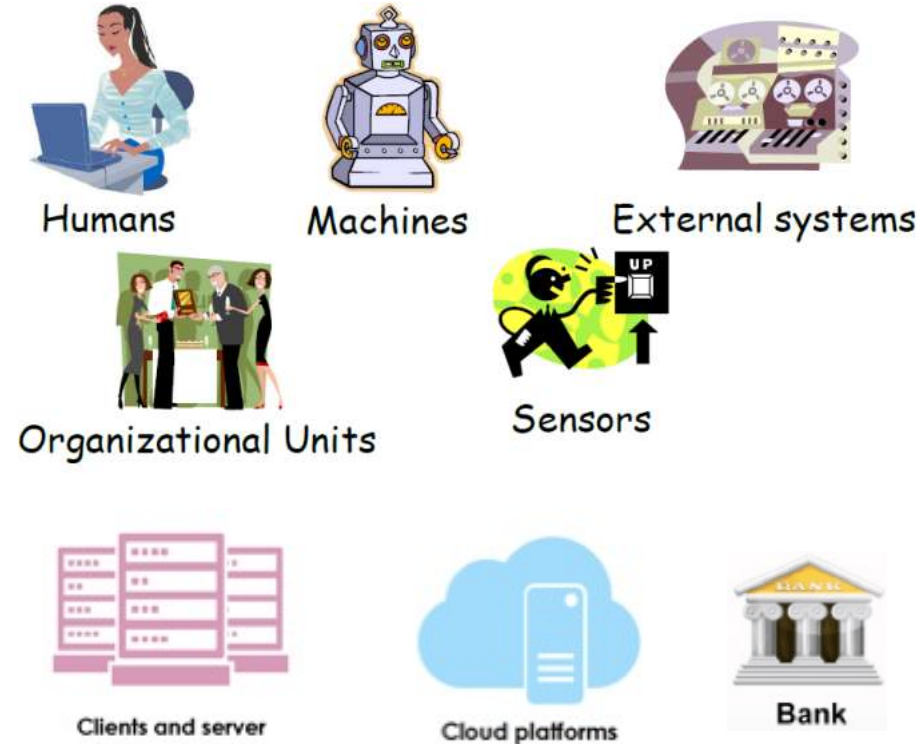 Humans
Machines
External systems
UP
Organizational Units
Sensors
BANK
Clients and server
Cloud platforms
Bank